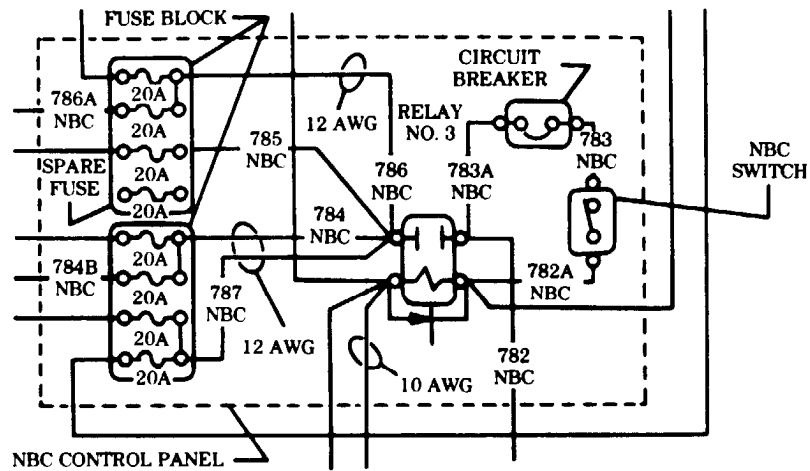 FUSE BLOCK
CIRCUIT
BREAKER
20A
786A
NBC
12 AWG
RELAY
NO. 3
20A
785
NBC
786
NBC
783A
NBC
783
NBC
NBC
SWITCH
SPARE
FUSE
20A
20A
784
NBC
784B
NBC
20A
787
NBC
782A
NBC
20A
12 AWG
20A
782
NBC
10 AWG
NBC CONTROL PANEL